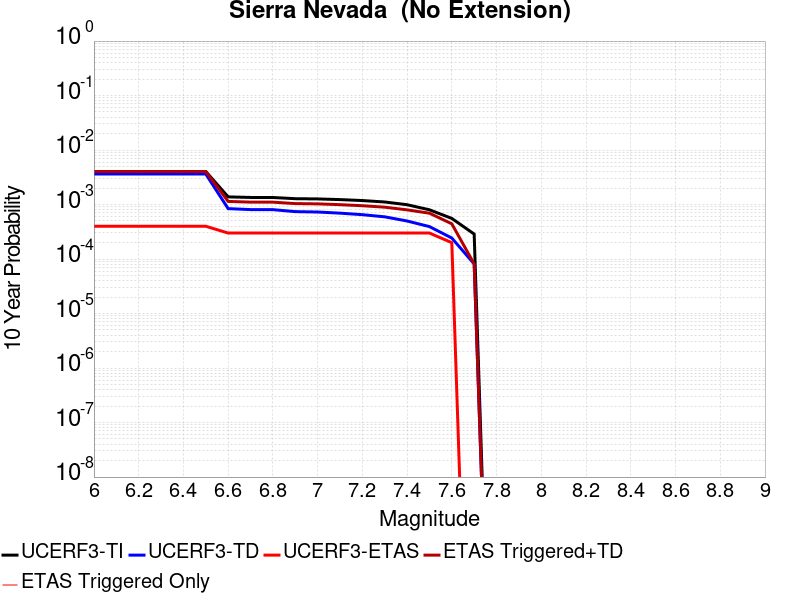 Sierra Nevada  (No Extension)
10 0
10 -1
10 -2
10 -3
10 -4
10 -5
10 -6
10 -7
10 -8
10 Year Probability
6 6.2 6.4 6.6 6.8 7 7.2 7.4 7.6 7.8 8 8.2 8.4 8.6 8.8 9
Magnitude
UCERF3-TI UCERF3-TD UCERF3-ETAS ETAS Triggered+TD
ETAS Triggered Only